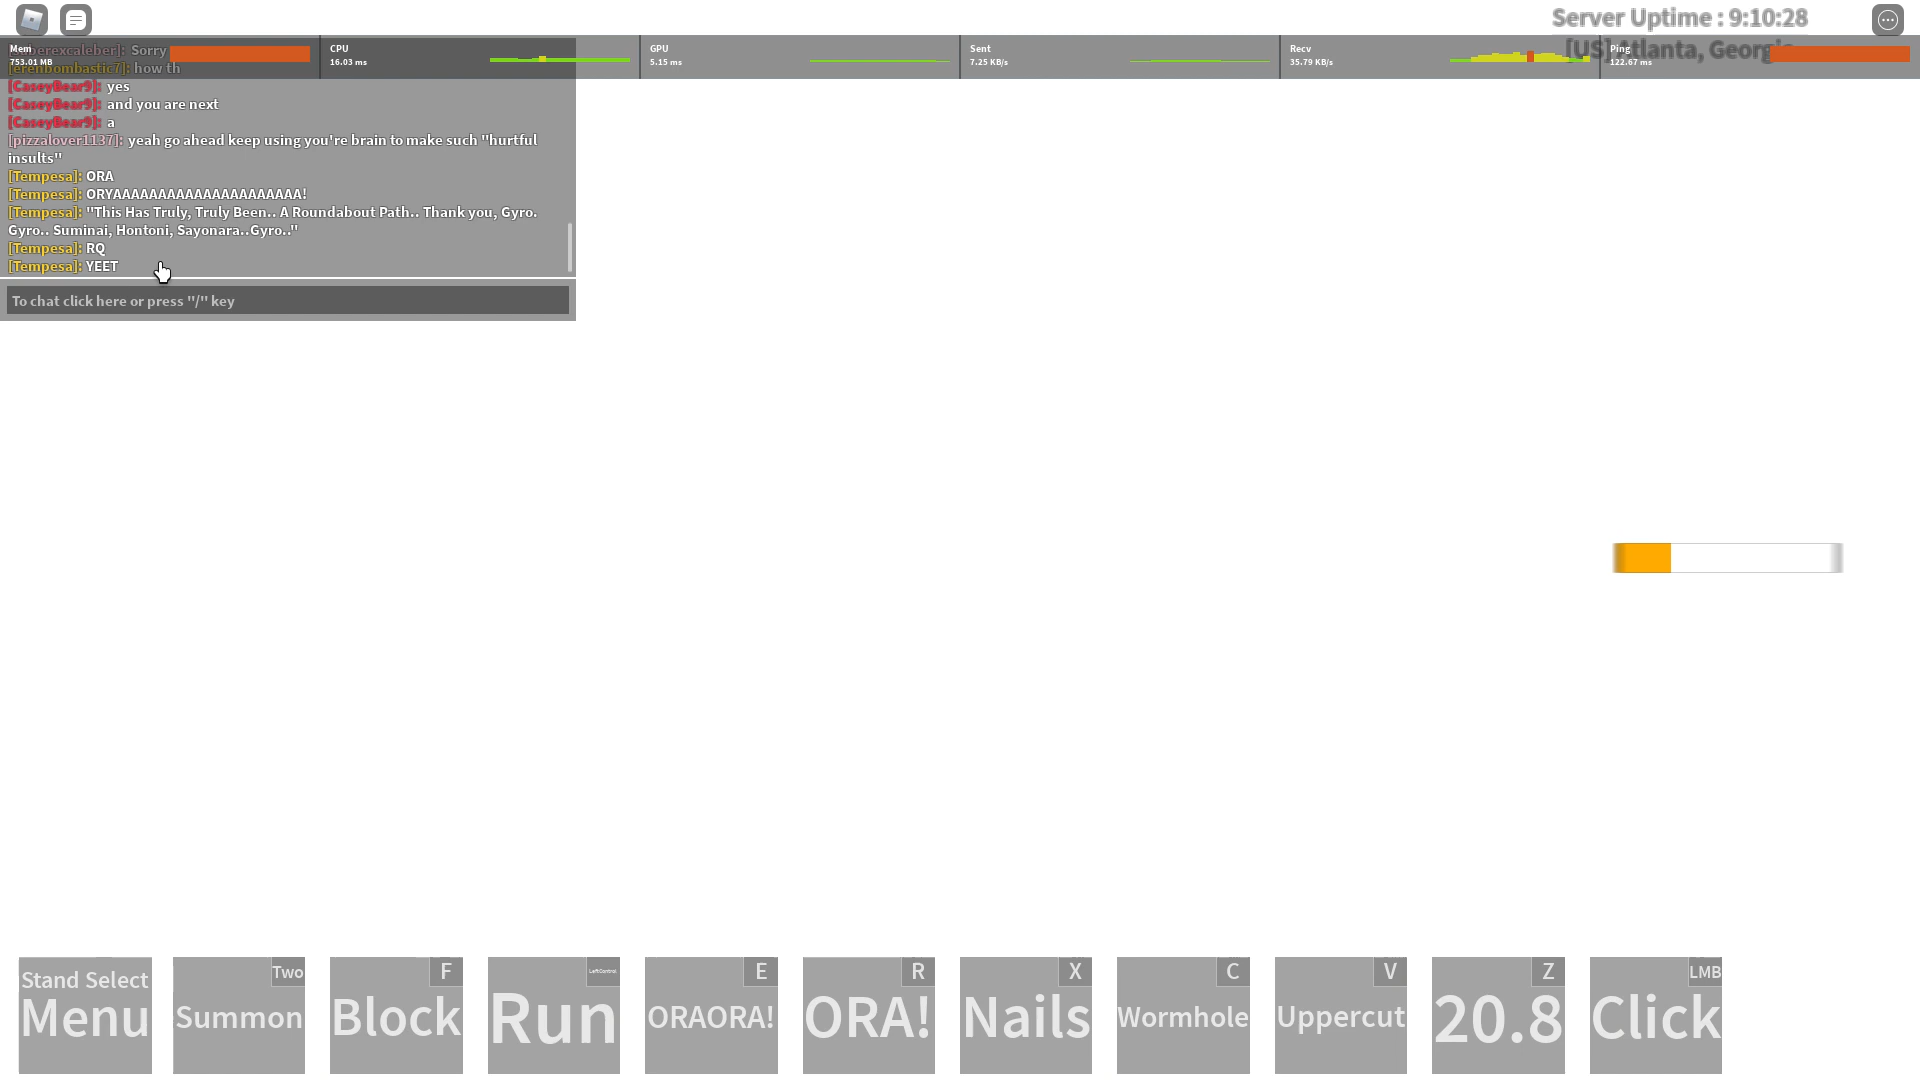 Server Uptime : 9:10:28
[US] Atlanta, Georgia
Mem
753.01 MB
CPU
16.03 ms
GPU
5.15 ms
Sent
7.25 KB/s
Recv
35.79 KB/s
Ping
122.67 ms
Sorry
[erenbombastic7]: how th
[CaseyBear9]: yes
[CaseyBear9]: and you are next
[CaseyBear9]: a
[pizzalover1137]: yeah go ahead keep using you're brain to make such "hurtful
insults"
[Tempesa]: ORA
[Tempesa]: ORYAAAAAAAAAAAAAAAAAAAAA!
[Tempesa]: "This Has Truly, Truly Been.. A Roundabout Path.. Thank you, Gyro.
Gyro.. Suminai, Hontoni, Sayonara..Gyro.."
[Tempesa]: RQ
[Tempesa]: YEET
To chat click here or press "/" key
Stand Select
Menu
Two
Summon
F
Block
LeftControl
Run
E
ORAORA!
R
ORA!
X
Nails
C
Wormhole
V
Uppercut
Z
20.8
LMB
Click